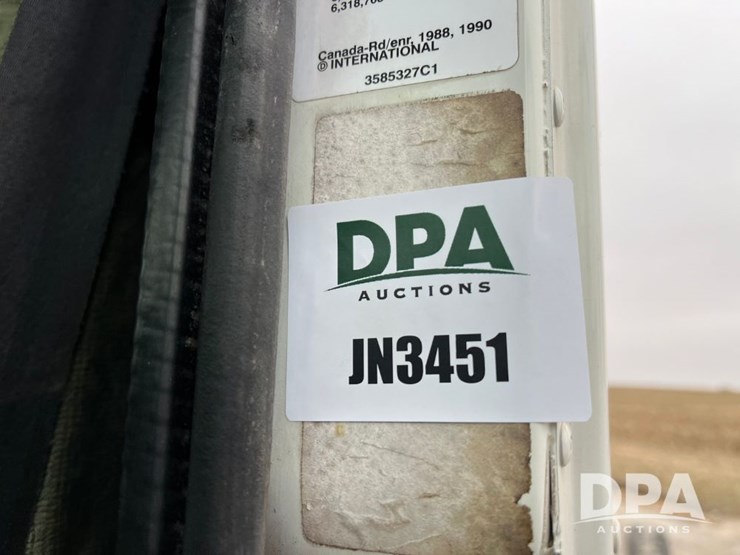 Canada-Rd/enr, 1988, 1990
© INTERNATIONAL
3585327C1
DPA
AUCTIONS
JN3451
DPA
AUCTIONS